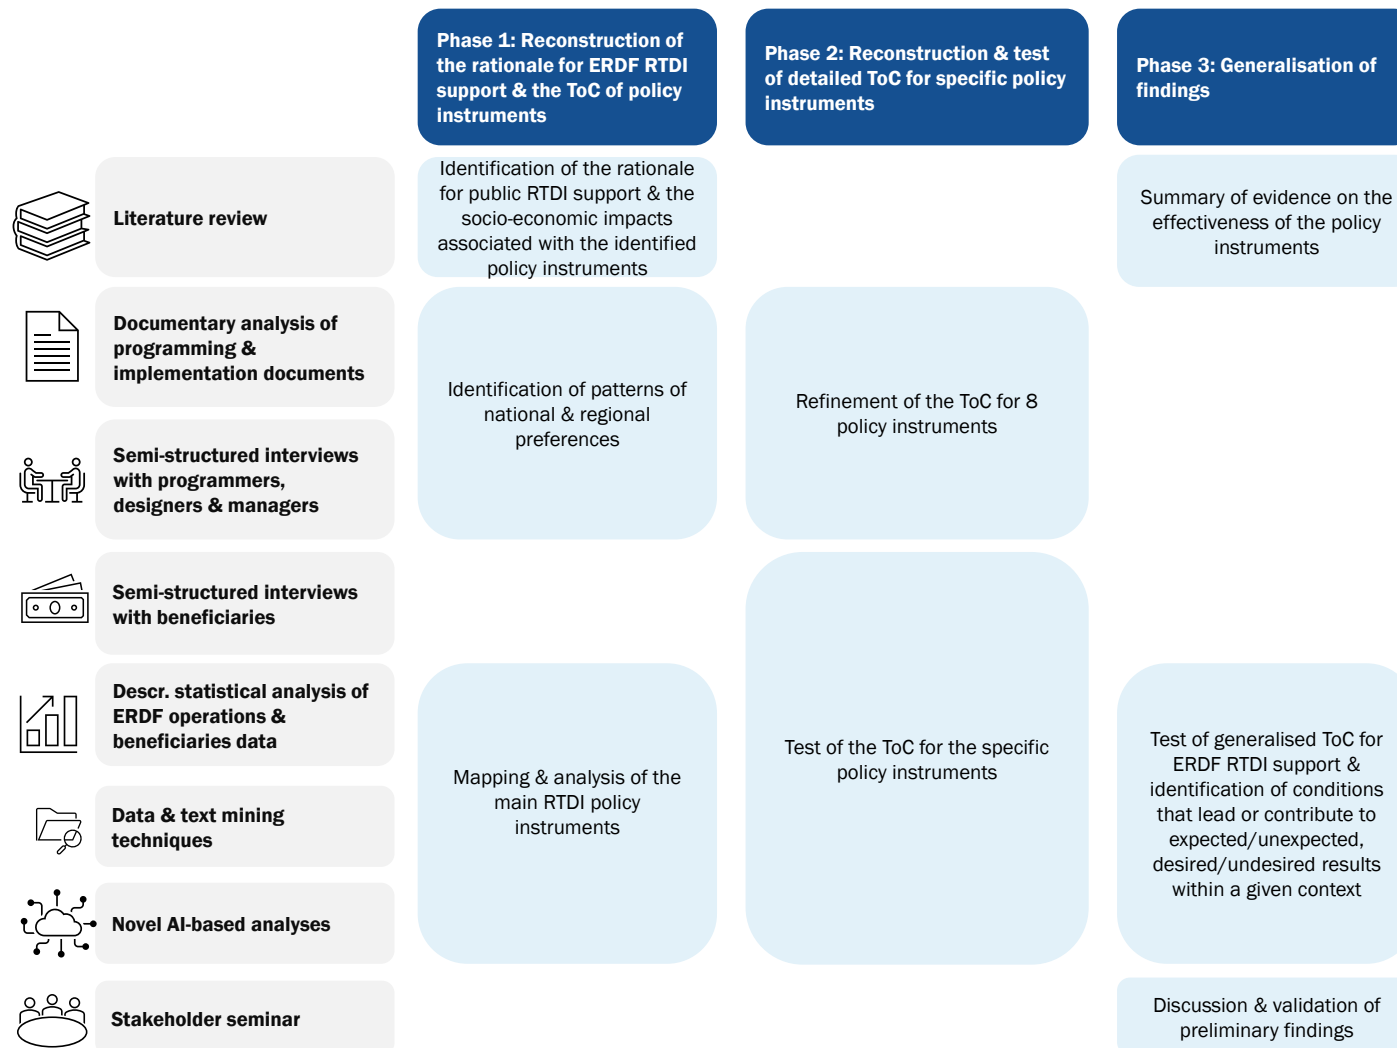 Phase 1: Reconstruction of
the rationale for ERDF RTDI
support & the ToC of policy
instruments
Phase 2: Reconstruction & test
of detailed ToC for specific policy
instruments
Phase 3: Generalisation of
findings
Literature review
Identification of the rationale
for public RTDI support & the
socio-economic impacts
associated with the identified
policy instruments
Summary of evidence on the
effectiveness of the policy
instruments
Documentary analysis of
programming &
implementation documents
Semi-structured interviews
with programmers,
designers & managers
Identification of patterns of
national & regional
preferences
Refinement of the ToC for 8
policy instruments
Semi-structured interviews
with beneficiaries
Descr. statistical analysis of
ERDF operations &
beneficiaries data
Data & text mining
techniques
Novel AI-based analyses
Mapping & analysis of the
main RTDI policy
instruments
Test of the ToC for the specific
policy instruments
Test of generalised ToC for
ERDF RTDI support &
identification of conditions
that lead or contribute to
expected/unexpected,
desired/undesired results
within a given context
Stakeholder seminar
Discussion & validation of
preliminary findings